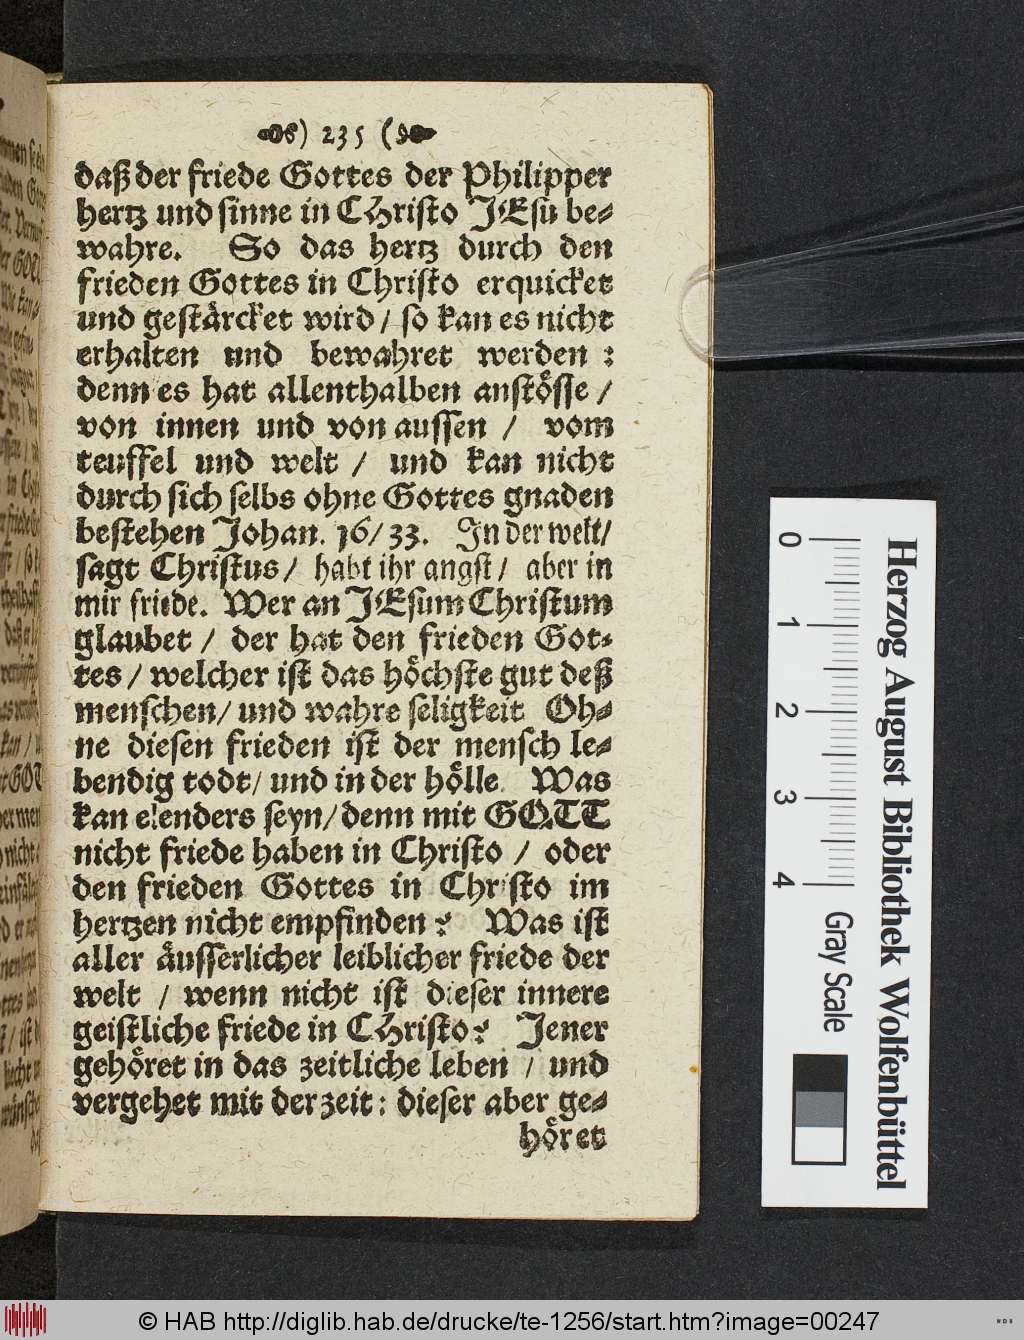 ) 235 (
daß der friede Gottes der Philipper
hertz und sinne in CHristo JEsu be-
wahre. So das hertz durch den
frieden Gottes in Christo erquicket
und gestärcket wird / so kan es nicht
erhalten und bewahret werden :
denn es hat allenthalben anstösse /
von innen und von aussen / vom
teuffel und welt / und kan nicht
durch sich selbs ohne Gottes gnaden
bestehen Johan. 16/ 33. In der welt/
sagt Christus / habt ihr angst / aber in
mir friede. Wer an JEsum Christum
glaubet / der hat den frieden Got-
tes / welcher ist das höchste gut deß
menschen / und wahre seligkeit Oh-
ne diesen frieden ist der mensch le-
bendig todt / und in der hölle. Was
kan elenders seyn / denn mit GOTT
nicht friede haben in Christo / oder
den frieden Gottes in Christo im
hertzen nicht empfinden ? Was ist
aller äusserlicher leiblicher friede der
welt / wenn nicht ist dieser innere
geistliche friede in CHristo ? Jener
gehöret in das zeitliche leben / und
vergehet mit der zeit : dieser aber ge-
höret
Herzog August Bibliothek Wolfenbüttel
0 1 2 3 4 Gray Scale
© HAB http://diglib.hab.de/drucke/te-1256/start.htm?image=00247